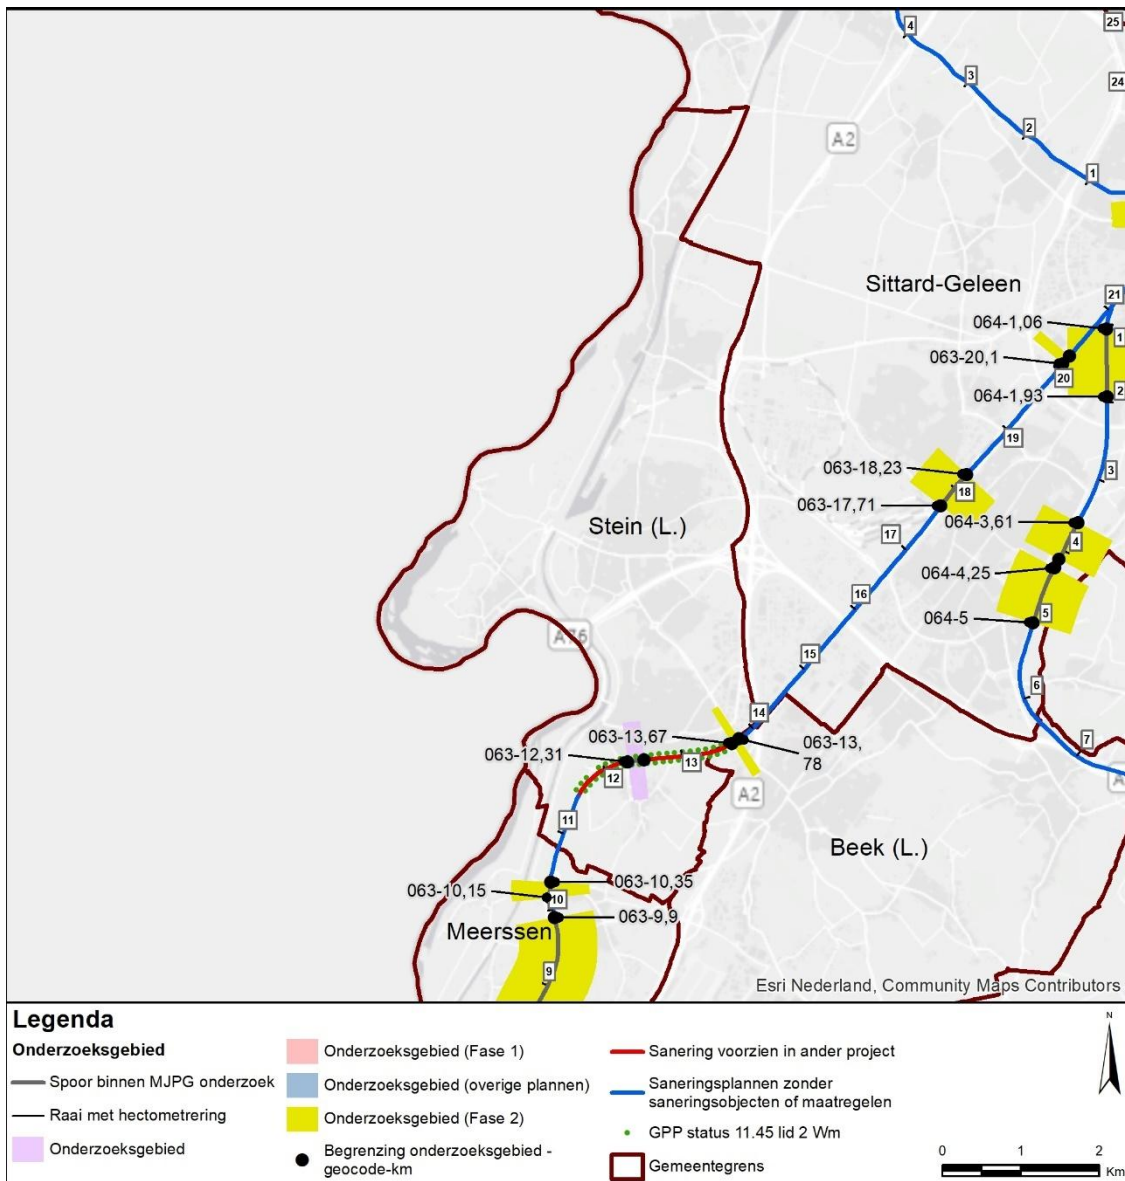 4
25
3
24
A2
2
1
Sittard-Geleen
21
064-1,06
1
063-20,1
20
064-1,93
2
19
063-18,23
3
18
063-17,71
064-3,61
Stein (L.)
17
4
064-4,25
16
064-5
5
A76
15
6
14
7
063-13,67
063-13,
78
063-12,31
13
12
A2
11
Beek (L.)
063-10,35
063-10,15
10
063-9,9
Meerssen
9
Esri Nederland, Community Maps Contributors
Legenda
Onderzoeksgebied
Spoor binnen MJPG onderzoek
Raai met hectometrering
Onderzoeksgebied
Onderzoeksgebied (Fase 1)
Onderzoeksgebied (overige plannen)
Onderzoeksgebied (Fase 2)
Begrenzing onderzoeksgebied -
geocode-km
Sanering voorzien in ander project
Saneringsplannen zonder
saneringsobjecten of maatregelen
GPP status 11.45 lid 2 Wm
Gemeentegrens
N
0 1 2
Km